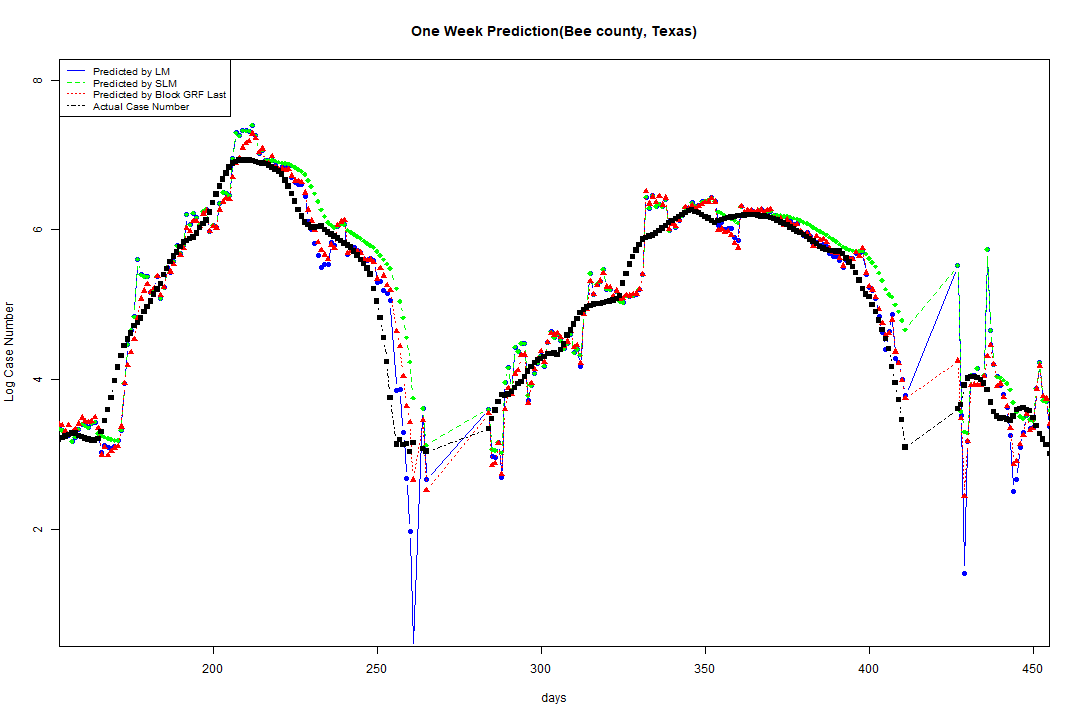 One Week Prediction(Bee county, Texas)
Predicted by LM
Predicted by SLM
Predicted by Block GRF Last
Actual Case Number
8
6
4
2
Log Case Number
200 250 300 350 400 450
days